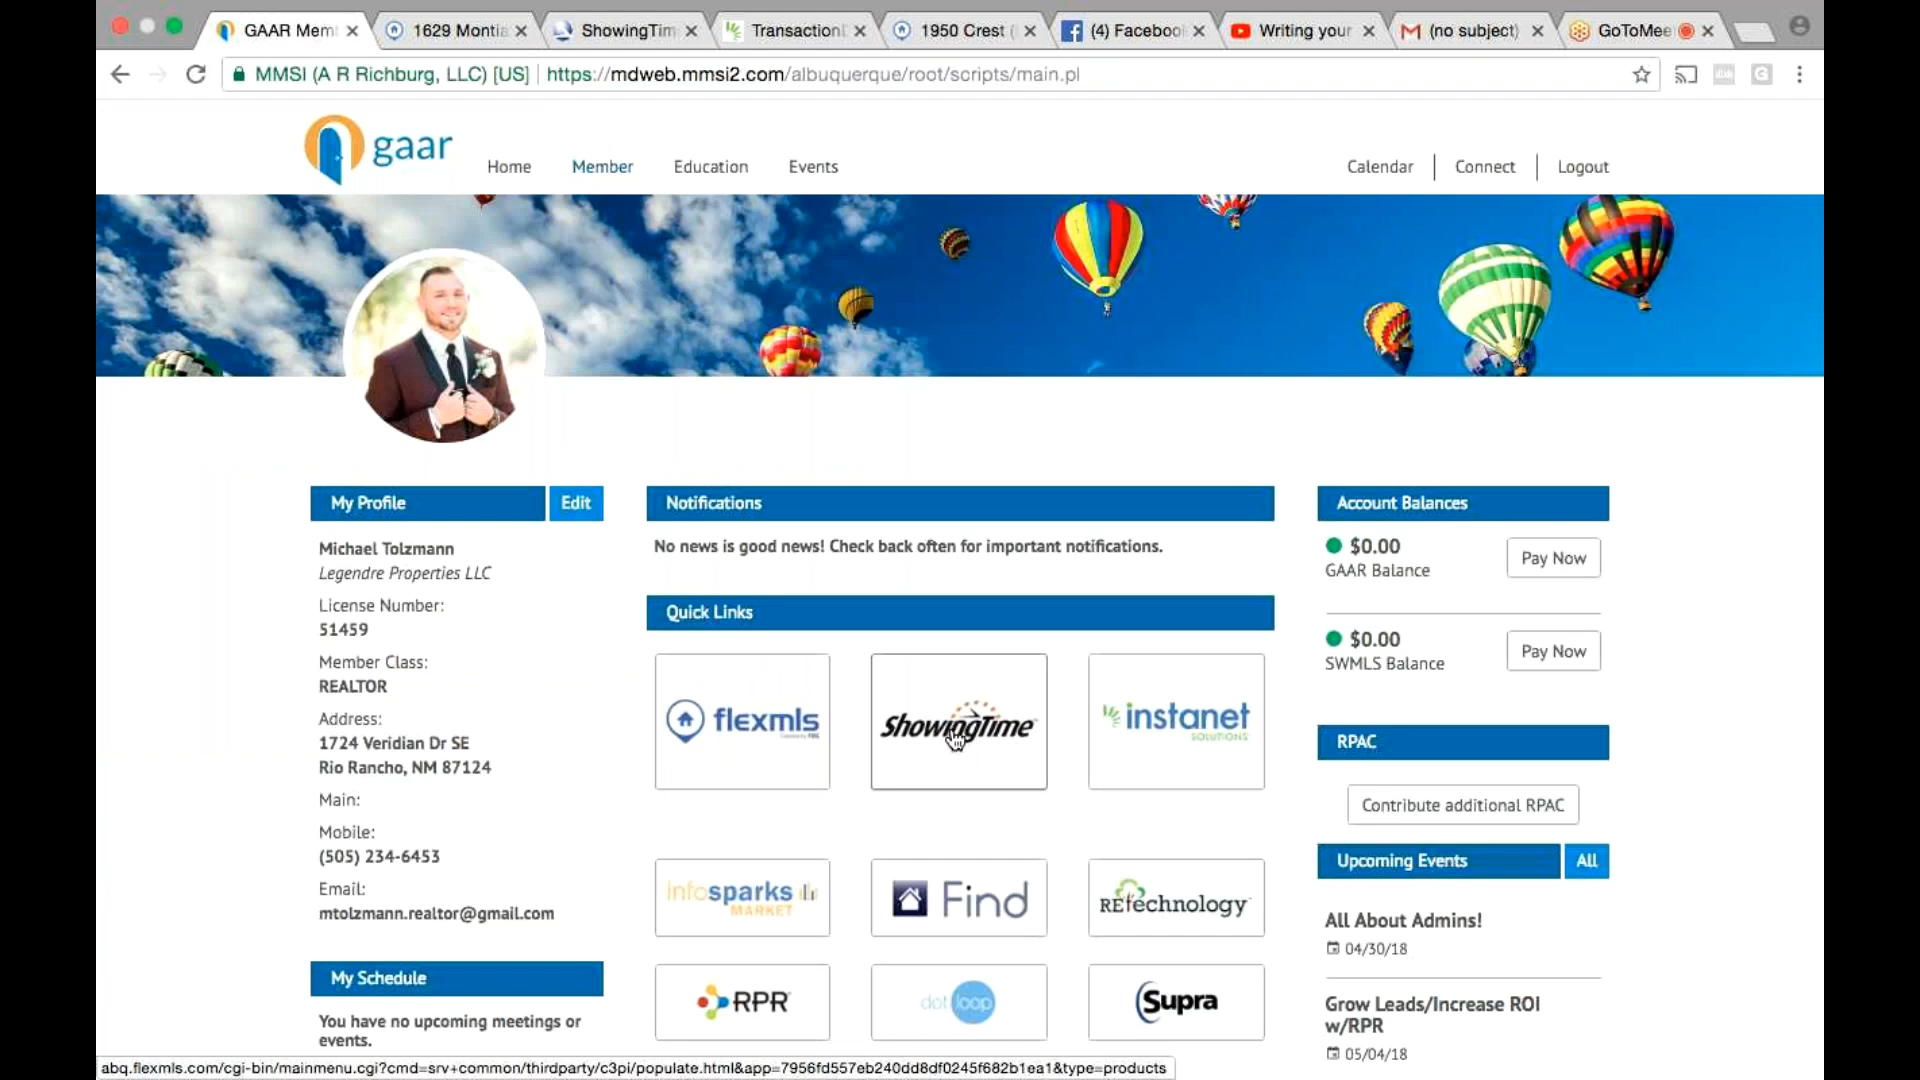 GAAR Mem
1629 Montia
ShowingTim
Transaction
1950 Crest (
(4) Faceboo
Writing your
(no subject)
GoToMee
MMSI (A R Richburg, LLC) [US]
https://mdweb.mmsi2.com/albuquerque/root/scripts/main.pl
gaar
Home
Member
Education
Events
Calendar
Connect
Logout
My Profile
Edit
Michael Tolzmann
Legendre Properties LLC
License Number:
51459
Member Class:
REALTOR
Address:
1724 Veridian Dr SE
Rio Rancho, NM 87124
Main:
Mobile:
(505) 234-6453
Email:
mtolzmann.realtor@gmail.com
My Schedule
You have no upcoming meetings or
events.
Notifications
No news is good news! Check back often for important notifications.
Quick Links
flexmls
ShowingTime
instanet
SOLUTIONS
infosparks
MARKET
Find
REtechnology
RPR
dotloop
Supra
Account Balances
$0.00
GAAR Balance
Pay Now
$0.00
SWMLS Balance
Pay Now
RPAC
Contribute additional RPAC
Upcoming Events
All
All About Admins!
04/30/18
Grow Leads/Increase ROI
w/RPR
05/04/18
abq.flexmls.com/cgi-bin/mainmenu.cgi?cmd=srv+common/thirdparty/c3pi/populate.html&app=7956fd557eb240dd8df0245f682b1ea1&type=products